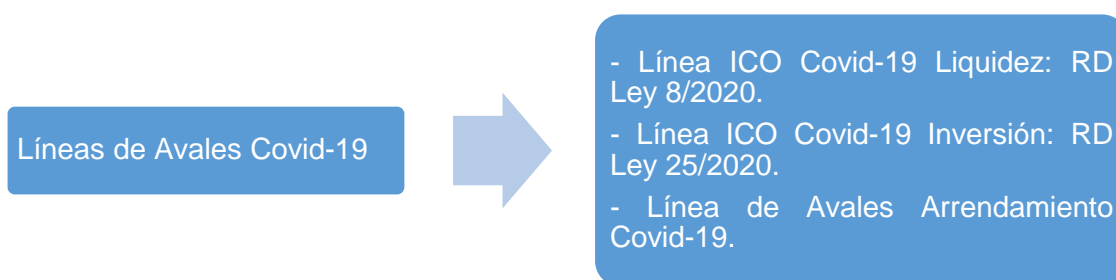 Líneas de Avales Covid-19
- Línea ICO Covid-19 Liquidez: RD
Ley 8/2020.
- Línea ICO Covid-19 Inversión: RD
Ley 25/2020.
- Línea de Avales Arrendamiento
Covid-19.